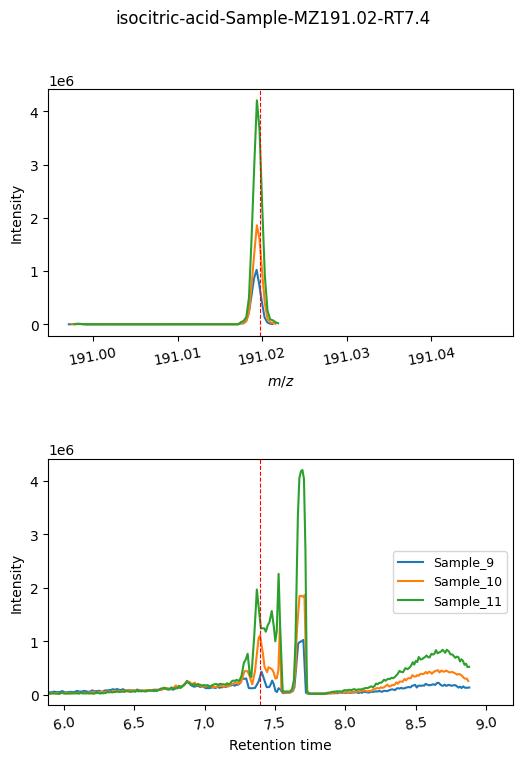 isocitric-acid-Sample-MZ191.02-RT7.4
1e6
4
3
2
1
0
Intensity
191.00 191.01 191.02 191.03 191.04
m/z
1e6
4
3
2
1
0
Intensity
Sample_9
Sample_10
Sample_11
6.0 6.5 7.0 7.5 8.0 8.5 9.0
Retention time